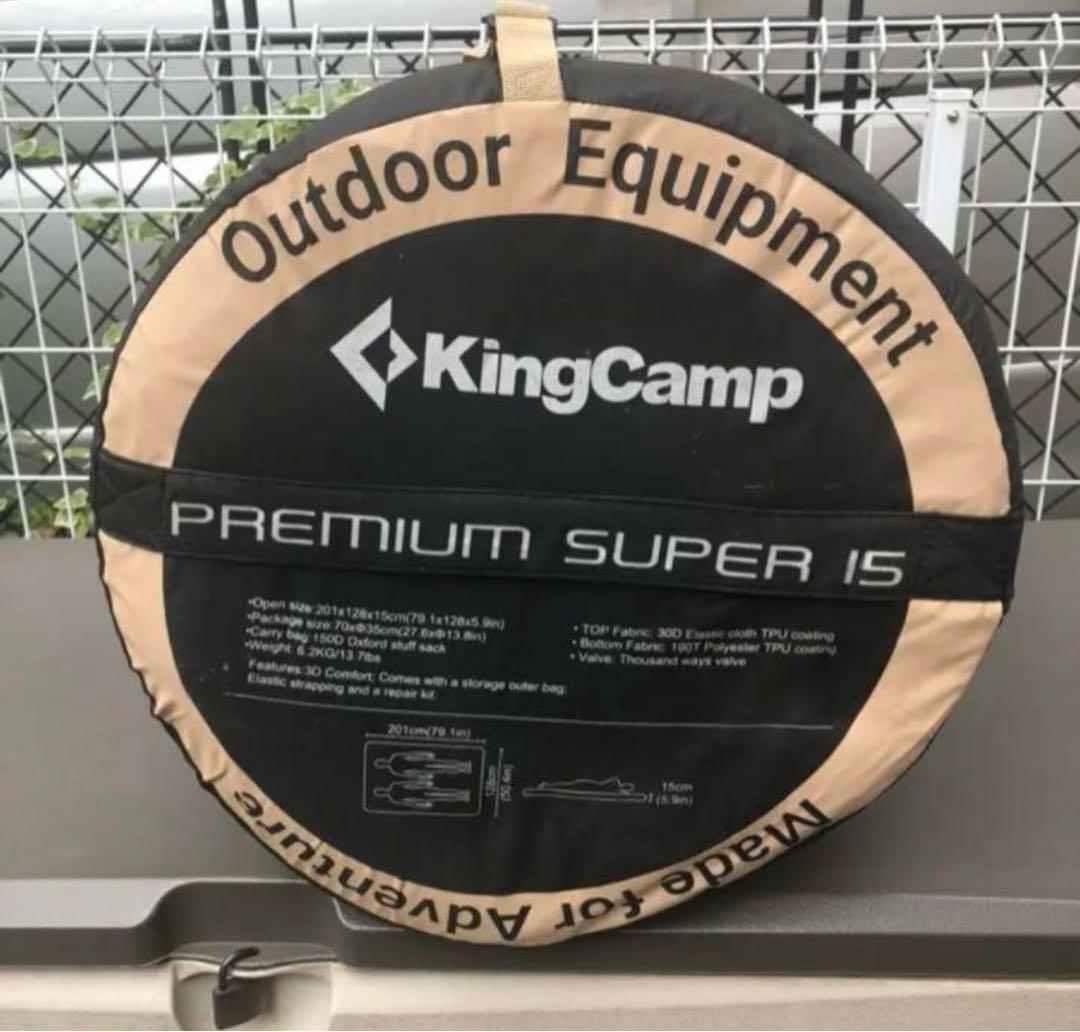 Outdoor Equipment
KingCamp
PREMIUM SUPER 15
•Open size:201x128x15cm(79.1x128x5.9in)
•Package size:70xΦ35cm(27.6xΦ13.8in)
•Carry bag:150D Oxford stuff sack
•Weight: 6.2KG/13.7lbs
Features:3D Comfort; Comes with a storage outer bag;
Elastic strapping and a repair kit.
• TOP Fabric: 30D Elastic cloth TPU coating
• Bottom Fabric: 190T Polyester TPU coating
• Valve: Thousand ways valve
201cm(79.1in)
128cm
(50.4in)
15cm
(5.9in)
Made for Adventure